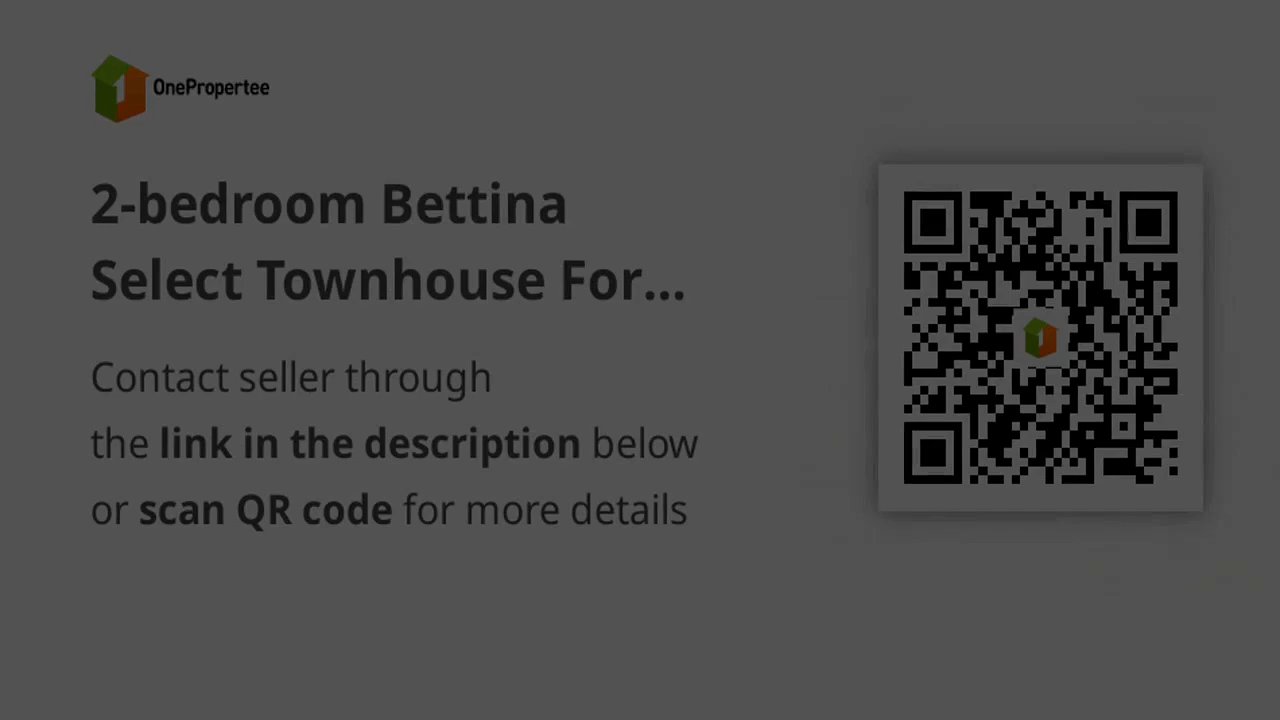 OnePropertee
2-bedroom Bettina
Select Townhouse For...
Contact seller through
the link in the description below
or scan QR code for more details